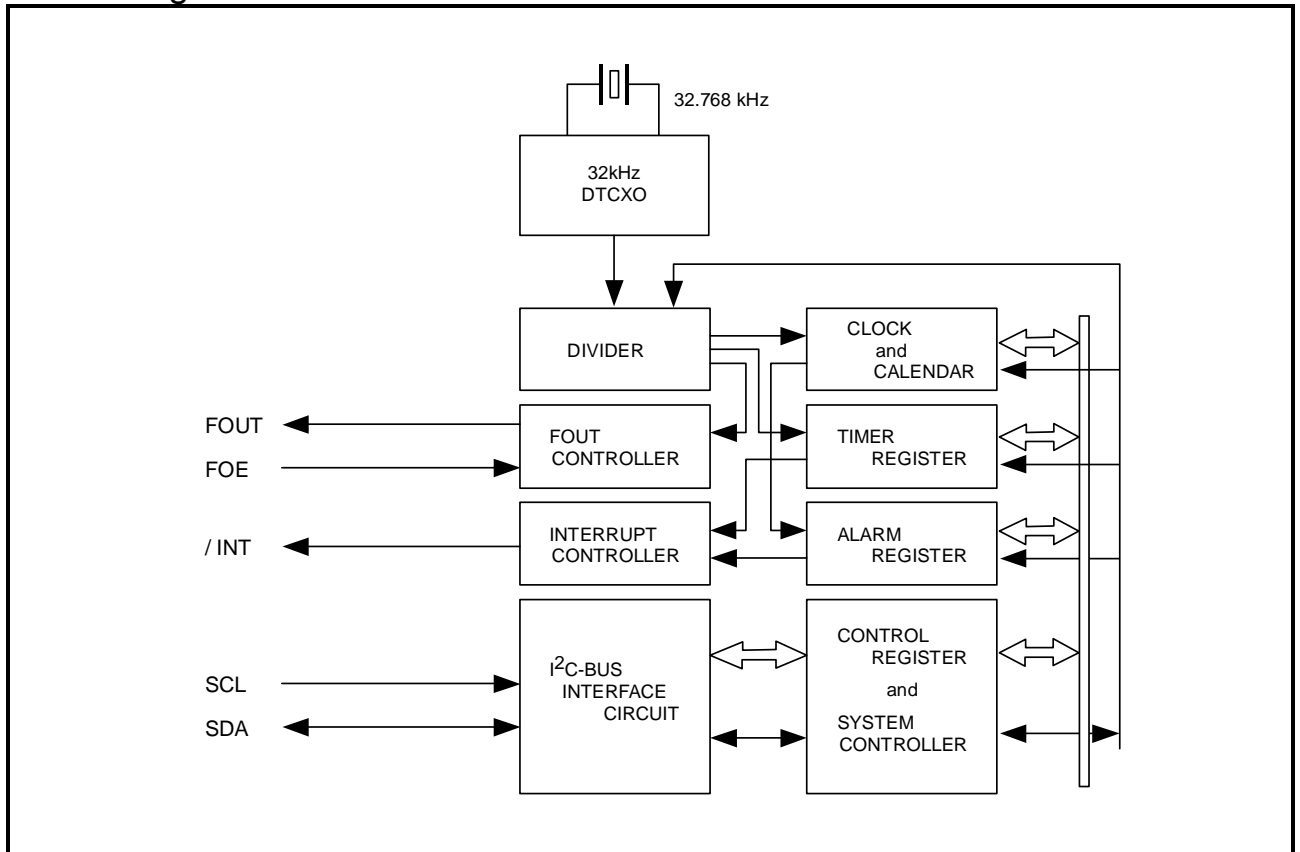 32.768 kHz
32kHz
DTCXO
DIVIDER
CLOCK
and
CALENDAR
FOUT
FOE
FOUT
CONTROLLER
TIMER
REGISTER
/ INT
INTERRUPT
CONTROLLER
ALARM
REGISTER
SCL
SDA
I²C-BUS
INTERFACE
CIRCUIT
CONTROL
REGISTER
and
SYSTEM
CONTROLLER